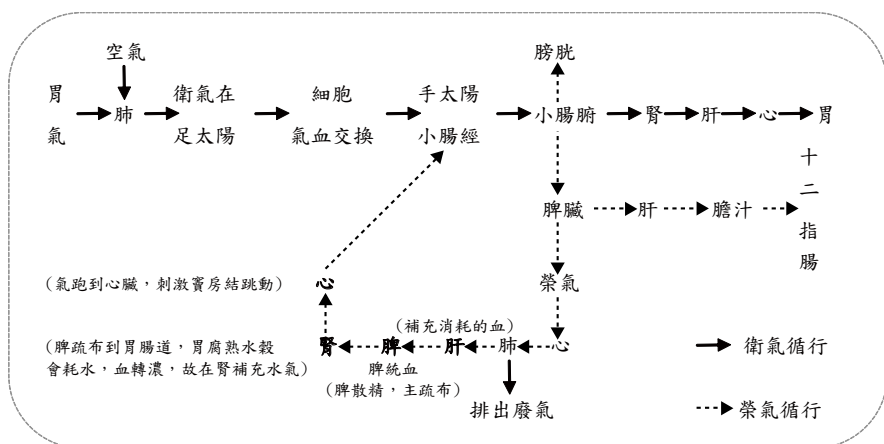 空氣
膀胱
胃氣
肺
衛氣在
足太陽
細胞
氣血交換
手太陽
小腸經
小腸腑
腎
肝
心
胃
十二指腸
脾臟
肝
膽汁
榮氣
(氣跑到心臟，刺激竇房結跳動)
心
(補充消耗的血)
(脾疏布到胃腸道，胃腐熟水穀
會耗水，血轉濃，故在腎補充水氣)
腎
脾
肝
肺
心
脾統血
(脾散精，主疏布)
排出廢氣
衛氣循行
榮氣循行